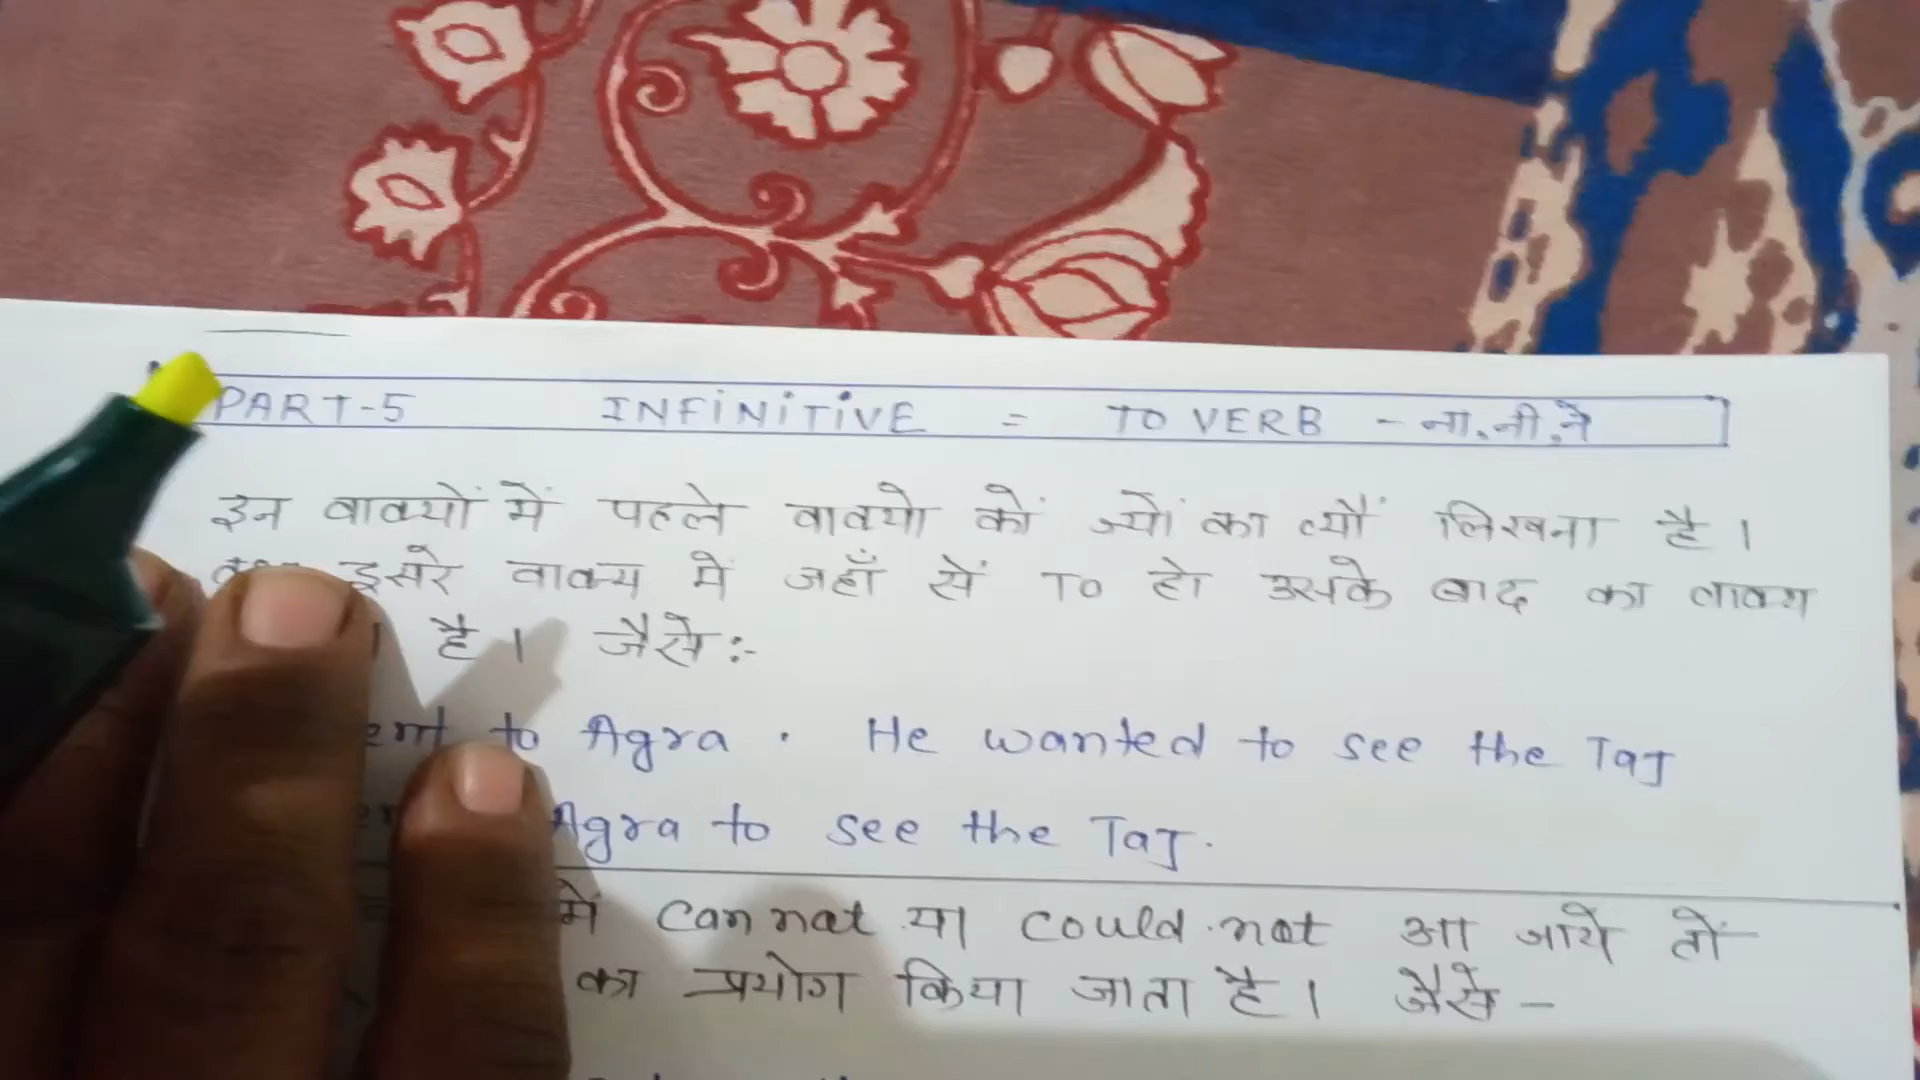 PART-5 INFINITIVE = TO VERB - ना, नी, ने
इन वाक्यों में पहले वाक्यो कों ज्यों का त्यौं लिखना है।
दुसरे वाक्य में जहाँ सें TO हो उसके बाद का वाक्य
है। जैसे:-
to Agra. He wanted to see the Taj
Agra to see the Taj.
में can not या could not आ जाये तों
का प्रयोग किया जाता है। जैसे-